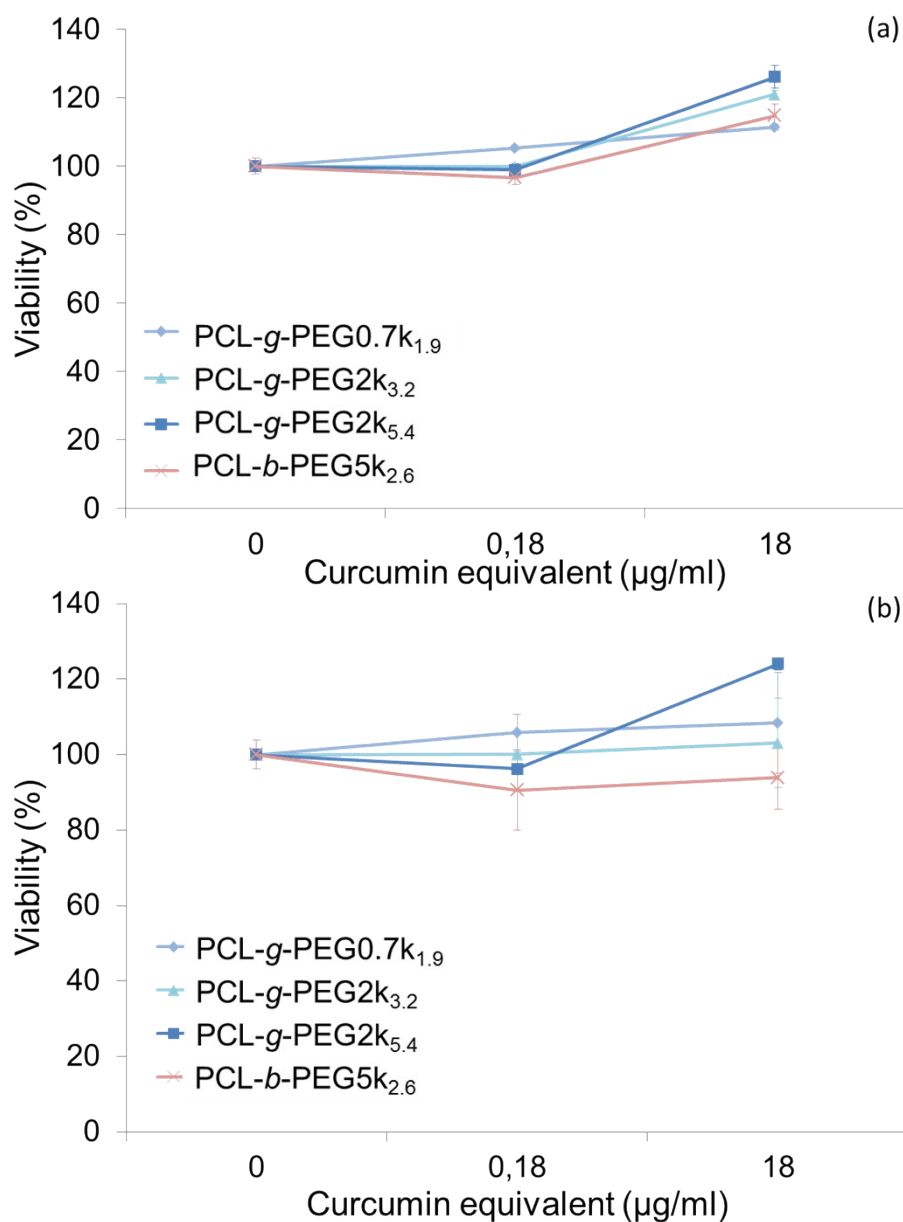 (a)
140
120
100
80
60
40
20
0
Viability (%)
PCL-g-PEG0.7k1.9
PCL-g-PEG2k3.2
PCL-g-PEG2k5.4
PCL-b-PEG5k2.6
0 0,18 18
Curcumin equivalent (µg/ml)
(b)
140
120
100
80
60
40
20
0
Viability (%)
PCL-g-PEG0.7k1.9
PCL-g-PEG2k3.2
PCL-g-PEG2k5.4
PCL-b-PEG5k2.6
0 0,18 18
Curcumin equivalent (µg/ml)